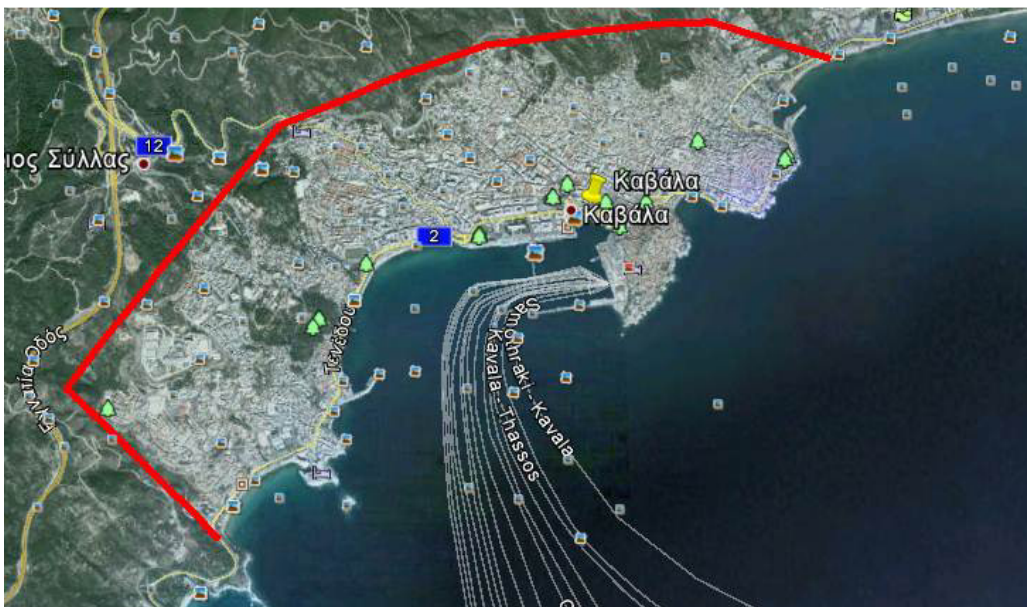 12
ιος Σύλλας
Καβάλα
Καβάλα
2
Τενέδου
Εγνατία Οδός
Samothraki - Kavala
Kavala - Thassos